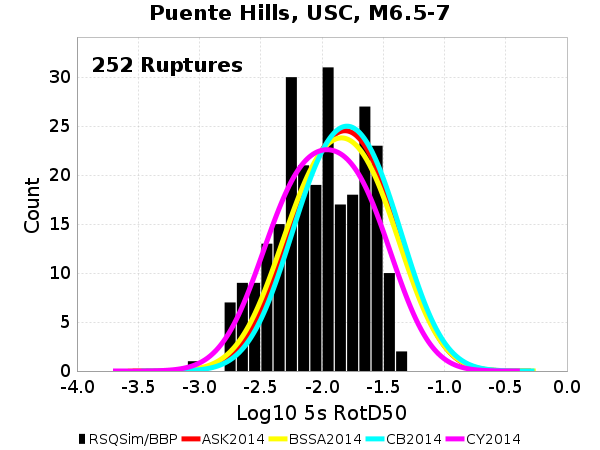 Puente Hills, USC, M6.5-7
252 Ruptures
Count
30
25
20
15
10
5
0
-4.0 -3.5 -3.0 -2.5 -2.0 -1.5 -1.0 -0.5 0.0
Log10 5s RotD50
RSQSim/BBP ASK2014 BSSA2014 CB2014 CY2014